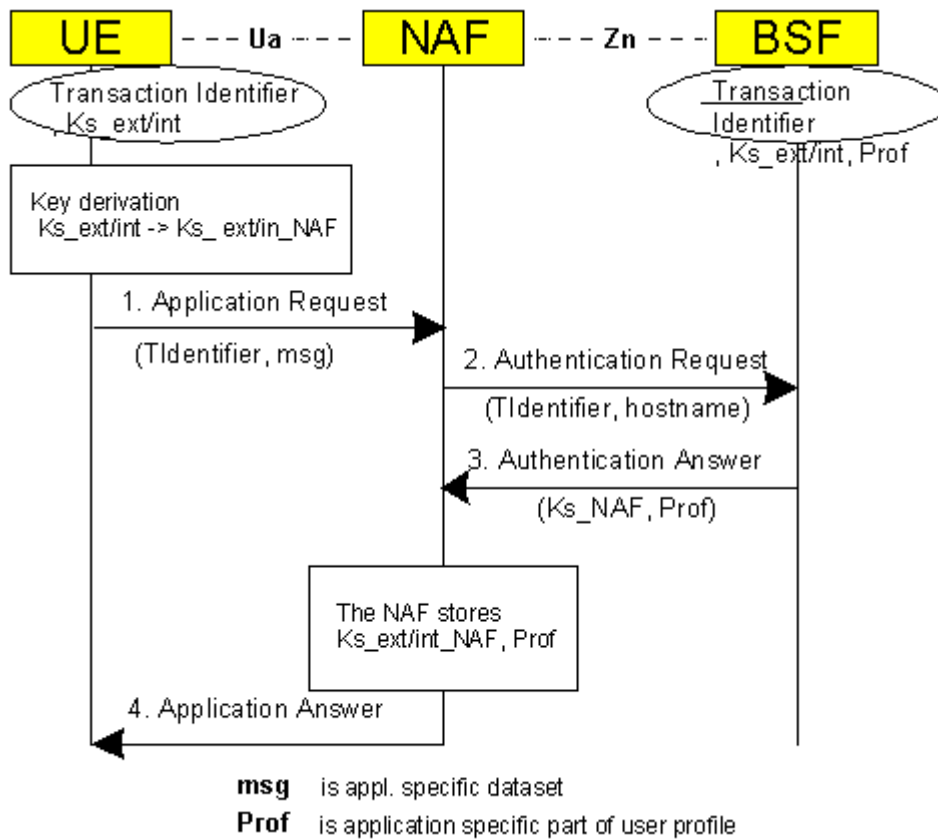 UE Ua NAF Zn BSF
Transaction Identifier
, Ks_ext/int
Transaction
Identifier
, Ks_ext/int, Prof
Key derivation
Ks_ext/int -> Ks_ ext/in_NAF
1. Application Request
(TIdentifier, msg)
2. Authentication Request
(TIdentifier, hostname)
3. Authentication Answer
(Ks_NAF, Prof)
The NAF stores
Ks_ext/int_NAF, Prof
4. Application Answer
msg is appl. specific dataset
Prof is application specific part of user profile